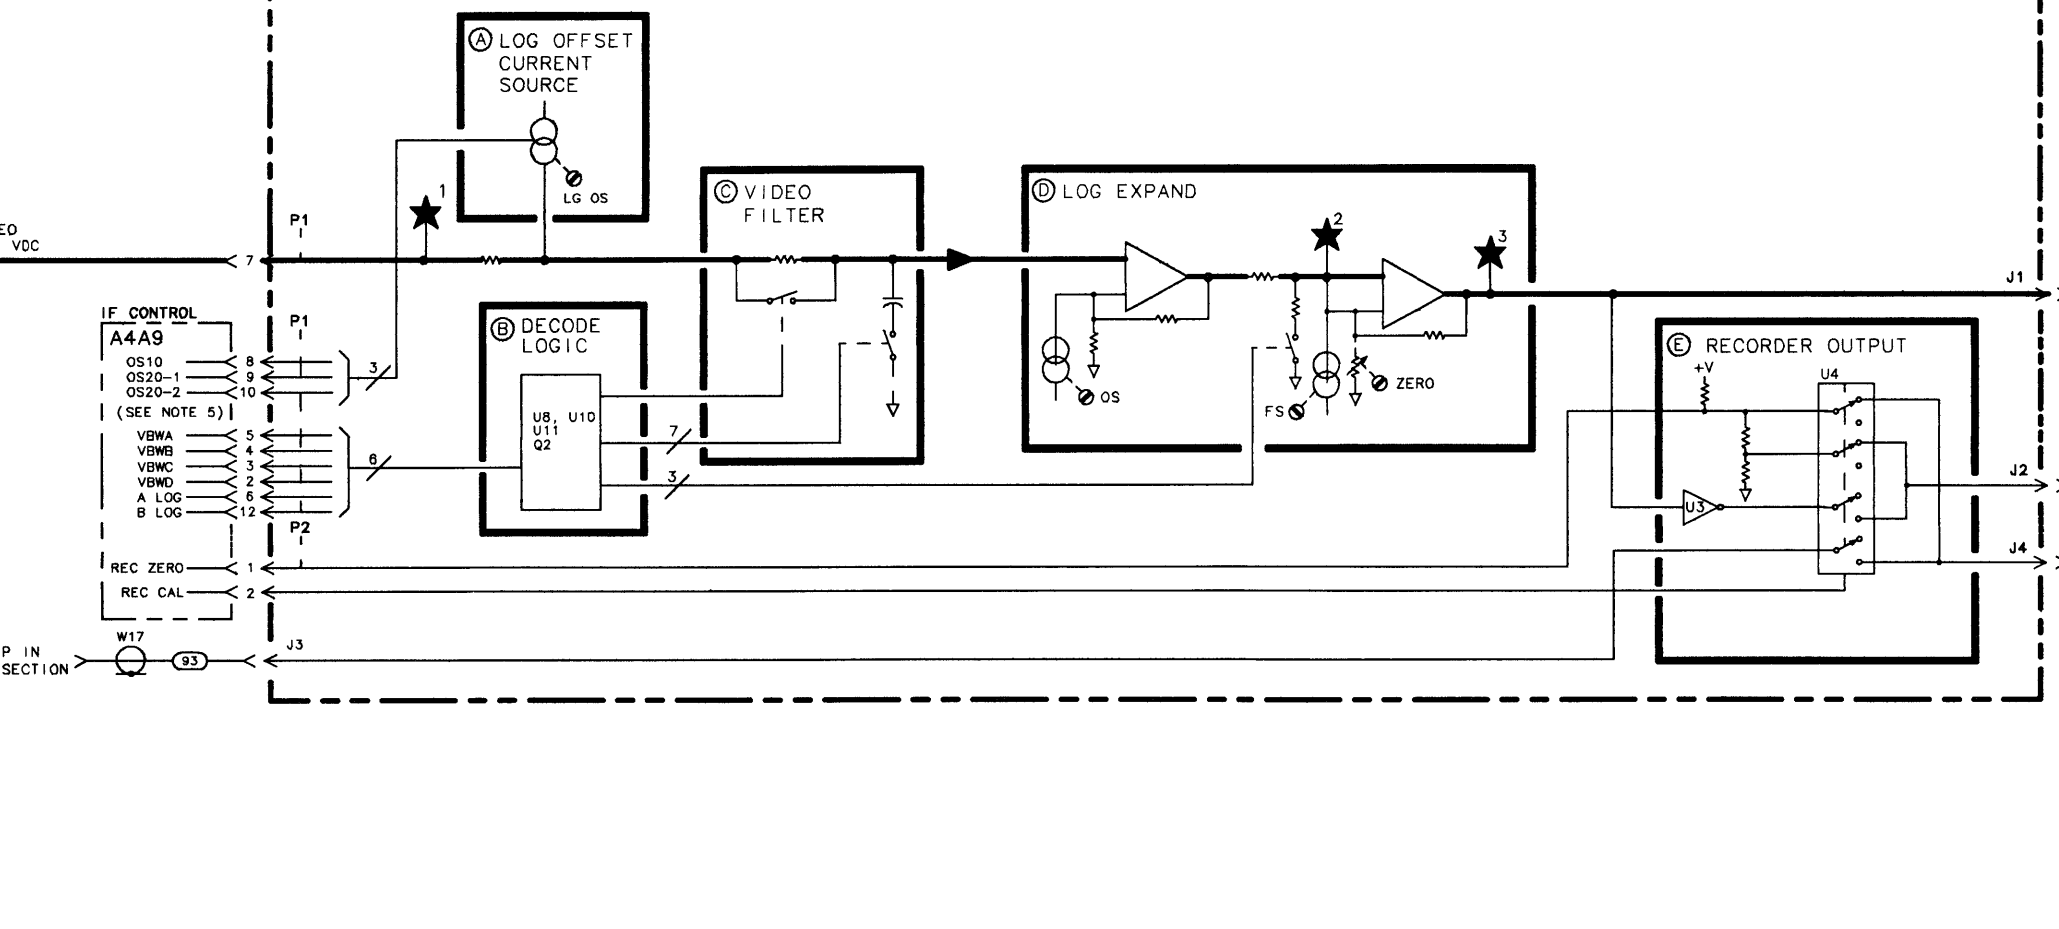 A LOG OFFSET
CURRENT
SOURCE
LG OS
1
EO
VDC
7
P1
C VIDEO
FILTER
D LOG EXPAND
2
3
OS
FS
ZERO
J1
IF CONTROL
A4A9
P1
OS10 8
OS20-1 9
OS20-2 10
(SEE NOTE 5)
3
VBWA 5
VBWB 4
VBWC 3
VBWD 2
A LOG 6
B LOG 12
6
P2
B DECODE
LOGIC
U8, U10
U11
Q2
7
3
E RECORDER OUTPUT
+V
U4
U3
J2
J4
REC ZERO 1
REC CAL 2
W17
P IN
SECTION
93
J3